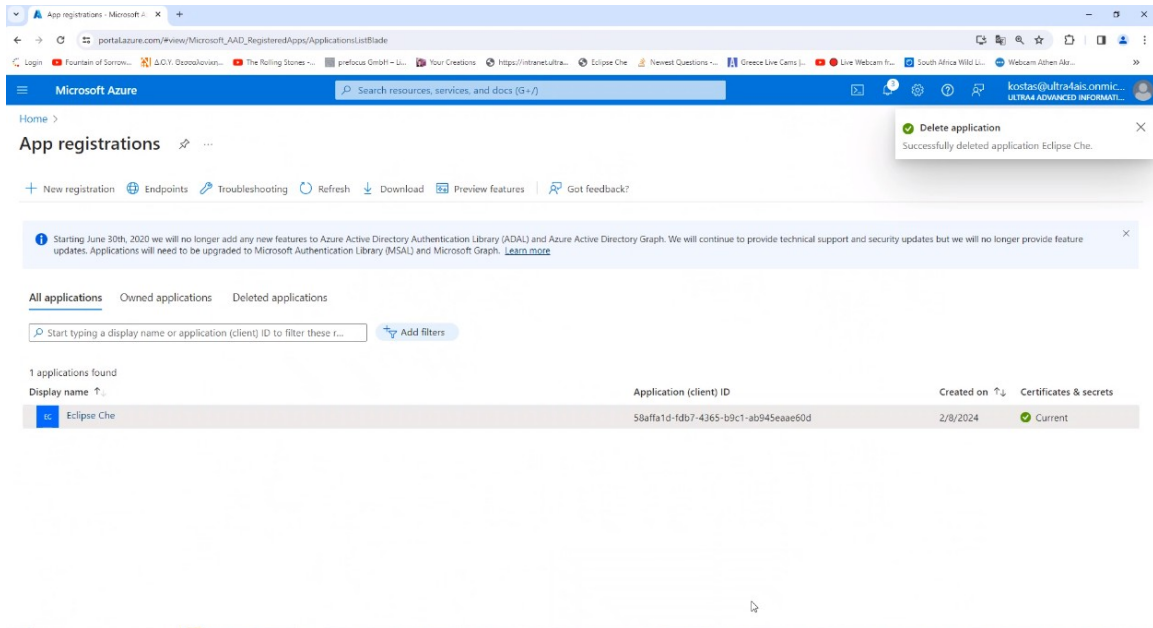 App registrations - Microsoft A
portal.azure.com/#view/Microsoft_AAD_RegisteredApps/ApplicationsListBlade
Login
Fountain of Sorrow...
Δ.Ο.Υ. Θεσσαλονίκη...
The Rolling Stones -...
prefocus GmbH – Li...
Your Creations
https://intranet.ultra...
Eclipse Che
Newest Questions -...
Greece Live Cams |...
Live Webcam fr...
South Africa Wild Li...
Webcam Athen Akr...
Microsoft Azure
Search resources, services, and docs (G+/)
3
kostas@ultra4ais.onmic...
ULTRA4 ADVANCED INFORMATI...
Home >
Delete application
Successfully deleted application Eclipse Che.
App registrations
New registration
Endpoints
Troubleshooting
Refresh
Download
Preview features
Got feedback?
Starting June 30th, 2020 we will no longer add any new features to Azure Active Directory Authentication Library (ADAL) and Azure Active Directory Graph. We will continue to provide technical support and security updates but we will no longer provide feature
updates. Applications will need to be upgraded to Microsoft Authentication Library (MSAL) and Microsoft Graph. Learn more
All applications
Owned applications
Deleted applications
Start typing a display name or application (client) ID to filter these r...
Add filters
1 applications found
Display name
Application (client) ID
Created on
Certificates & secrets
EC
Eclipse Che
58affa1d-fdb7-4365-b9c1-ab945eaae60d
2/8/2024
Current